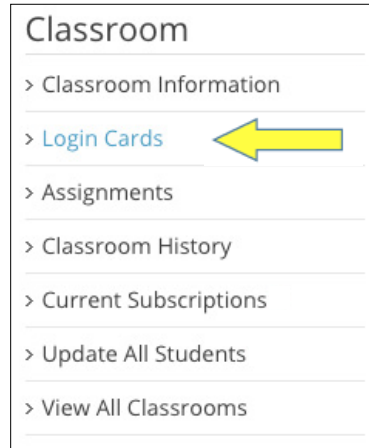 Classroom
> Classroom Information
> Login Cards
> Assignments
> Classroom History
> Current Subscriptions
> Update All Students
> View All Classrooms